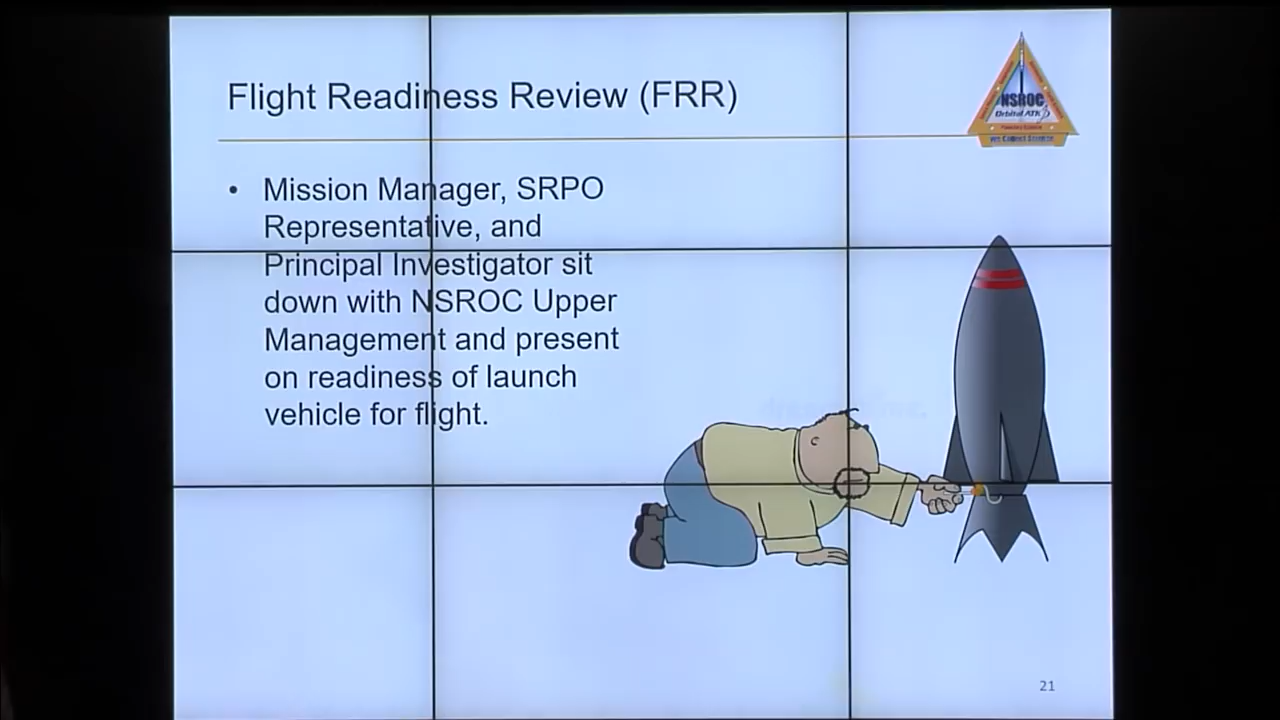 Flight Readiness Review (FRR)
NSROC
Orbital ATK
• Mission Manager, SRPO
Representative, and
Principal Investigator sit
down with NSROC Upper
Management and present
on readiness of launch
vehicle for flight.
21